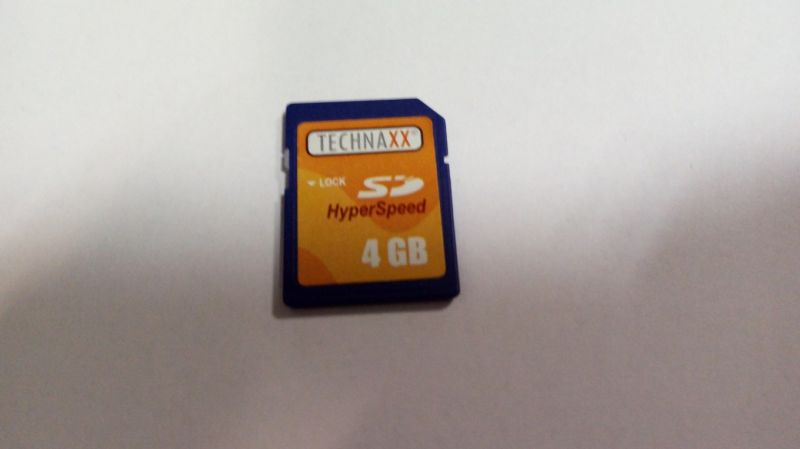 TECHNAXX®
LOCK
SD
HyperSpeed
4 GB